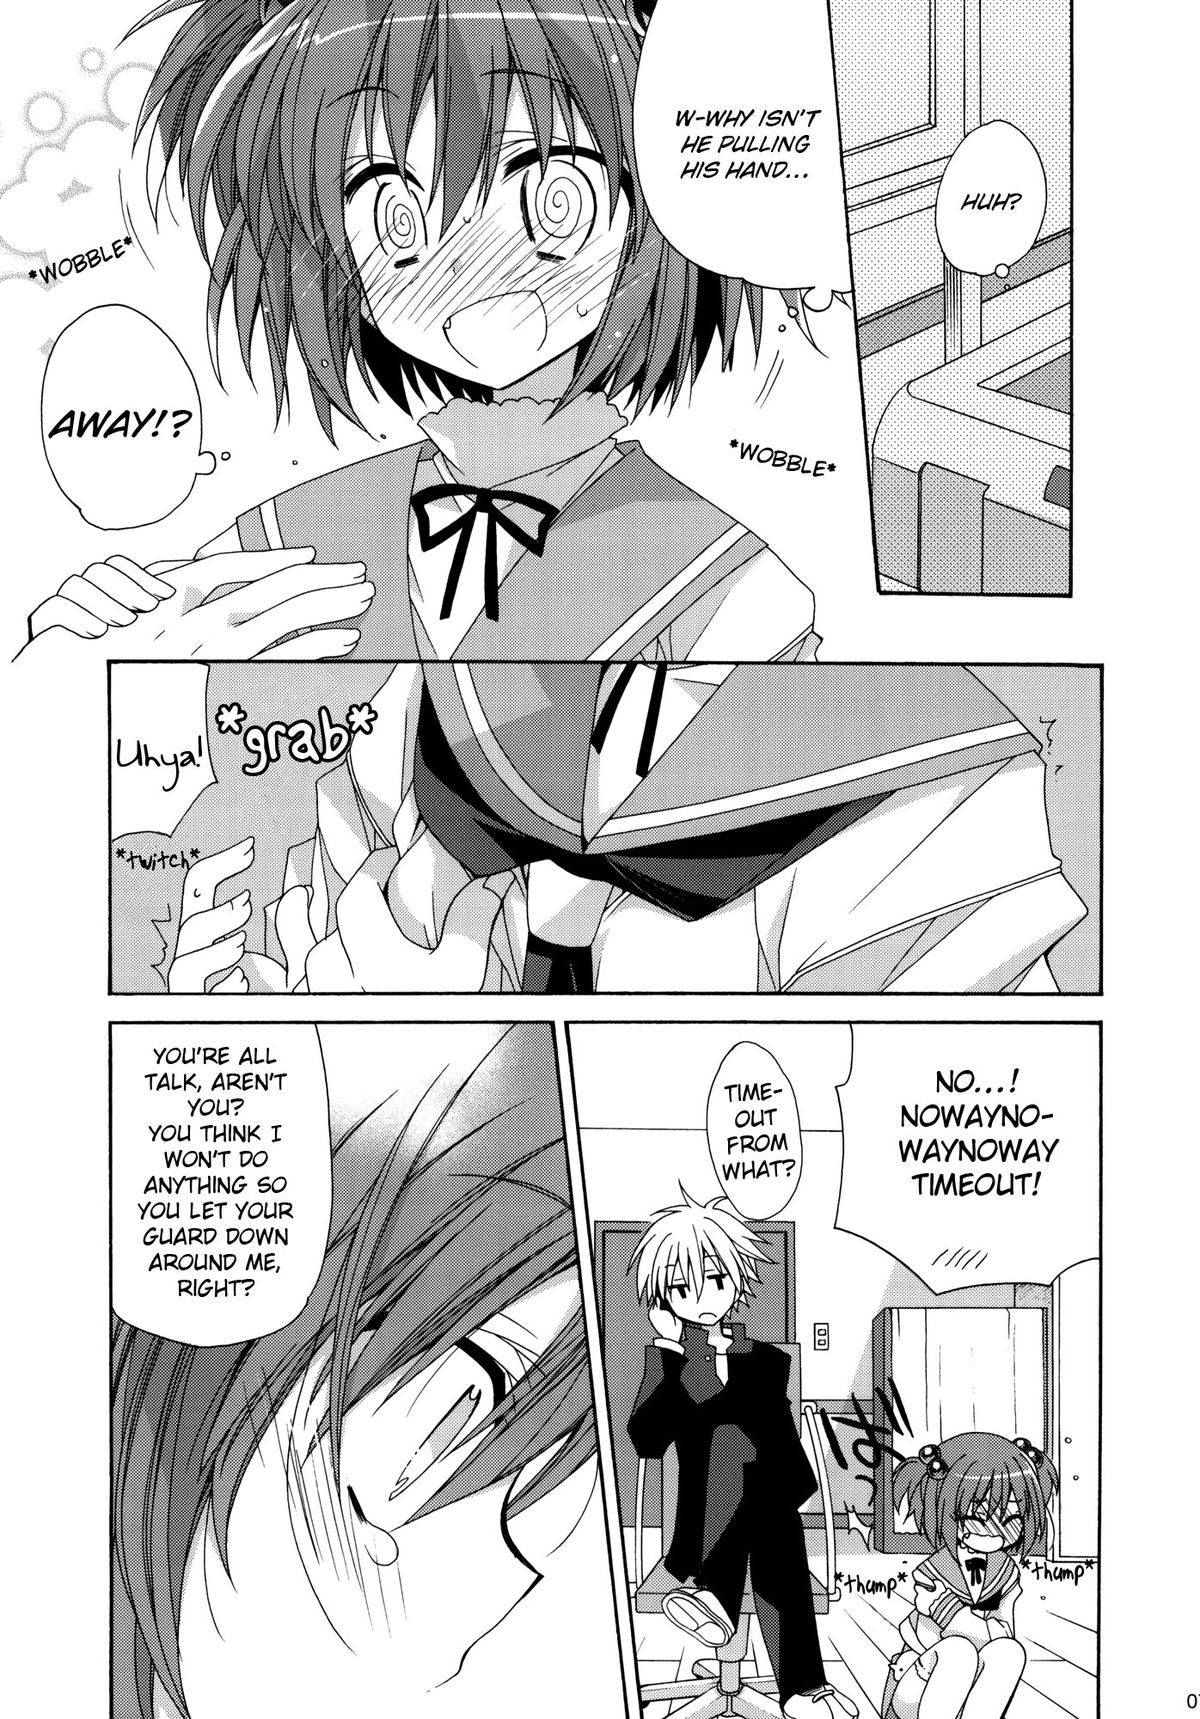 HUH?
W-WHY ISN'T
HE PULLING
HIS HAND...
*WOBBLE*
*WOBBLE*
AWAY!?
*grab*
Uhya!
*twitch*
NO...!
NOWAYNO-
WAYNOWAY
TIMEOUT!
TIME-
OUT
FROM
WHAT?
*thump*
*thump*
YOU'RE ALL
TALK, AREN'T
YOU?
YOU THINK I
WON'T DO
ANYTHING SO
YOU LET YOUR
GUARD DOWN
AROUND ME,
RIGHT?